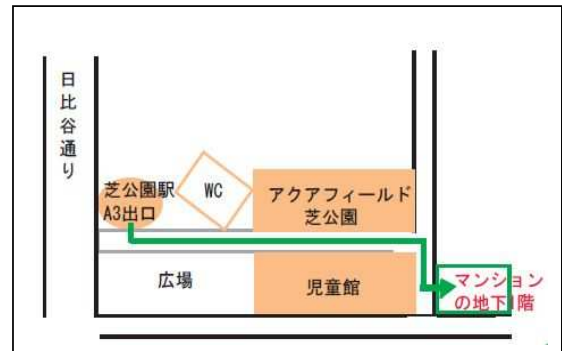 日比谷通り
芝公園駅
A3出口
WC
アクアフィールド
芝公園
広場
児童館
マンション
の地下1階